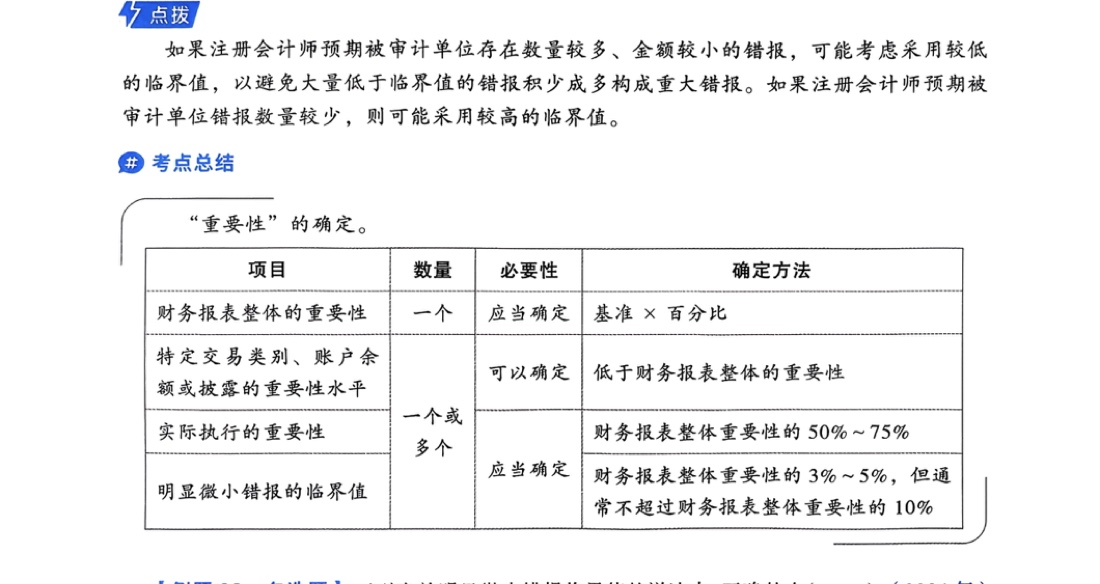 点拨
如果注册会计师预期被审计单位存在数量较多、金额较小的错报，可能考虑采用较低
的临界值，以避免大量低于临界值的错报积少成多构成重大错报。如果注册会计师预期被
审计单位错报数量较少，则可能采用较高的临界值。
# 考点总结
“重要性”的确定。
项目 数量 必要性 确定方法
财务报表整体的重要性 一个 应当确定 基准 × 百分比
特定交易类别、账户余
额或披露的重要性水平
可以确定 低于财务报表整体的重要性
一个或
多个
实际执行的重要性
财务报表整体重要性的 50%~75%
应当确定
明显微小错报的临界值
财务报表整体重要性的 3%~5%，但通
常不超过财务报表整体重要性的 10%